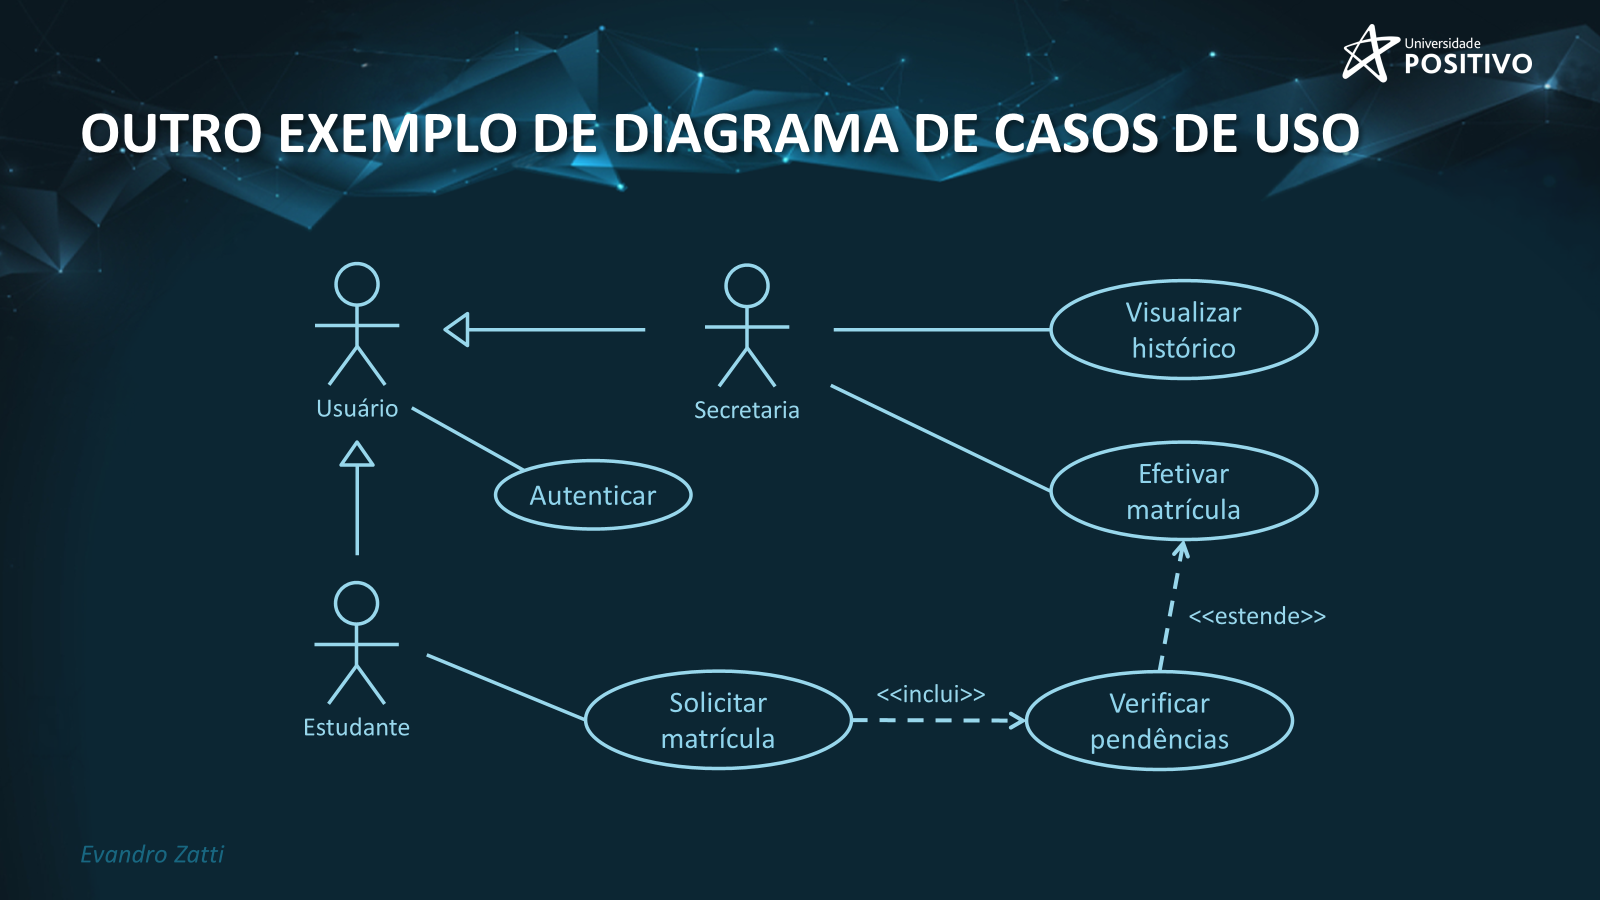 Universidade
POSITIVO
OUTRO EXEMPLO DE DIAGRAMA DE CASOS DE USO
Visualizar
histórico
Usuário
Secretaria
Autenticar
Efetivar
matrícula
<<estende>>
Estudante
Solicitar
matrícula
<<inclui>>
Verificar
pendências
Evandro Zatti